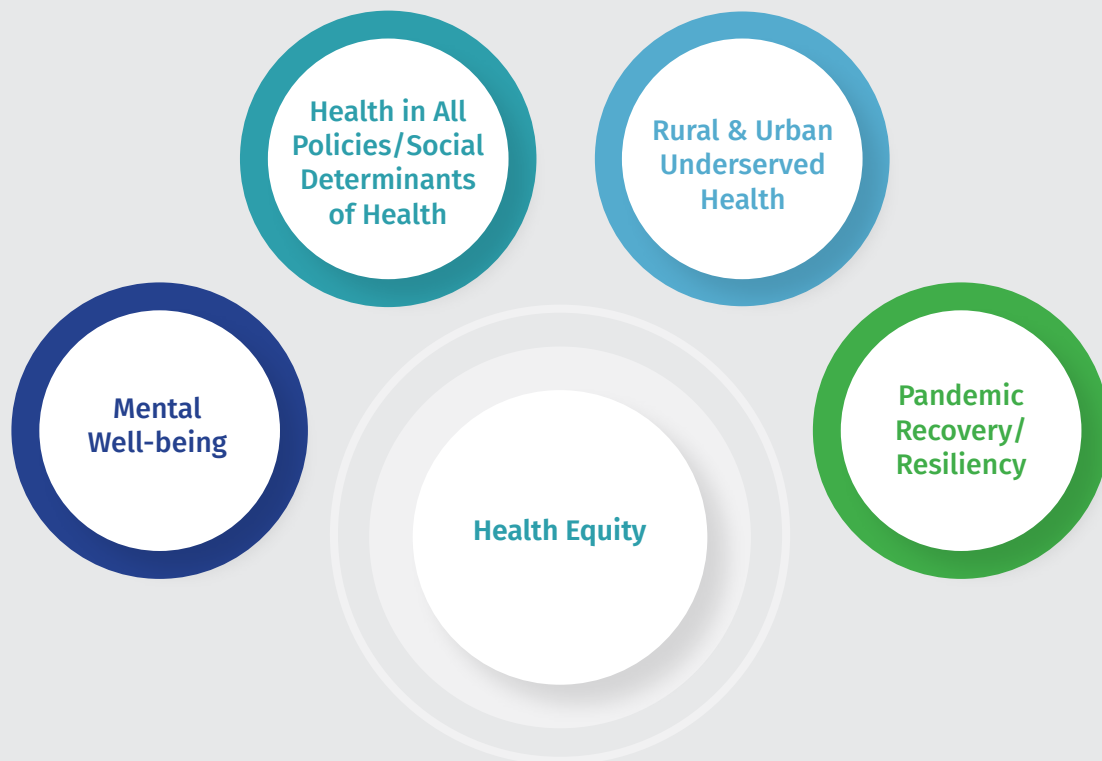 Health in All
Policies/Social
Determinants
of Health
Rural & Urban
Underserved
Health
Mental
Well-being
Pandemic
Recovery/
Resiliency
Health Equity